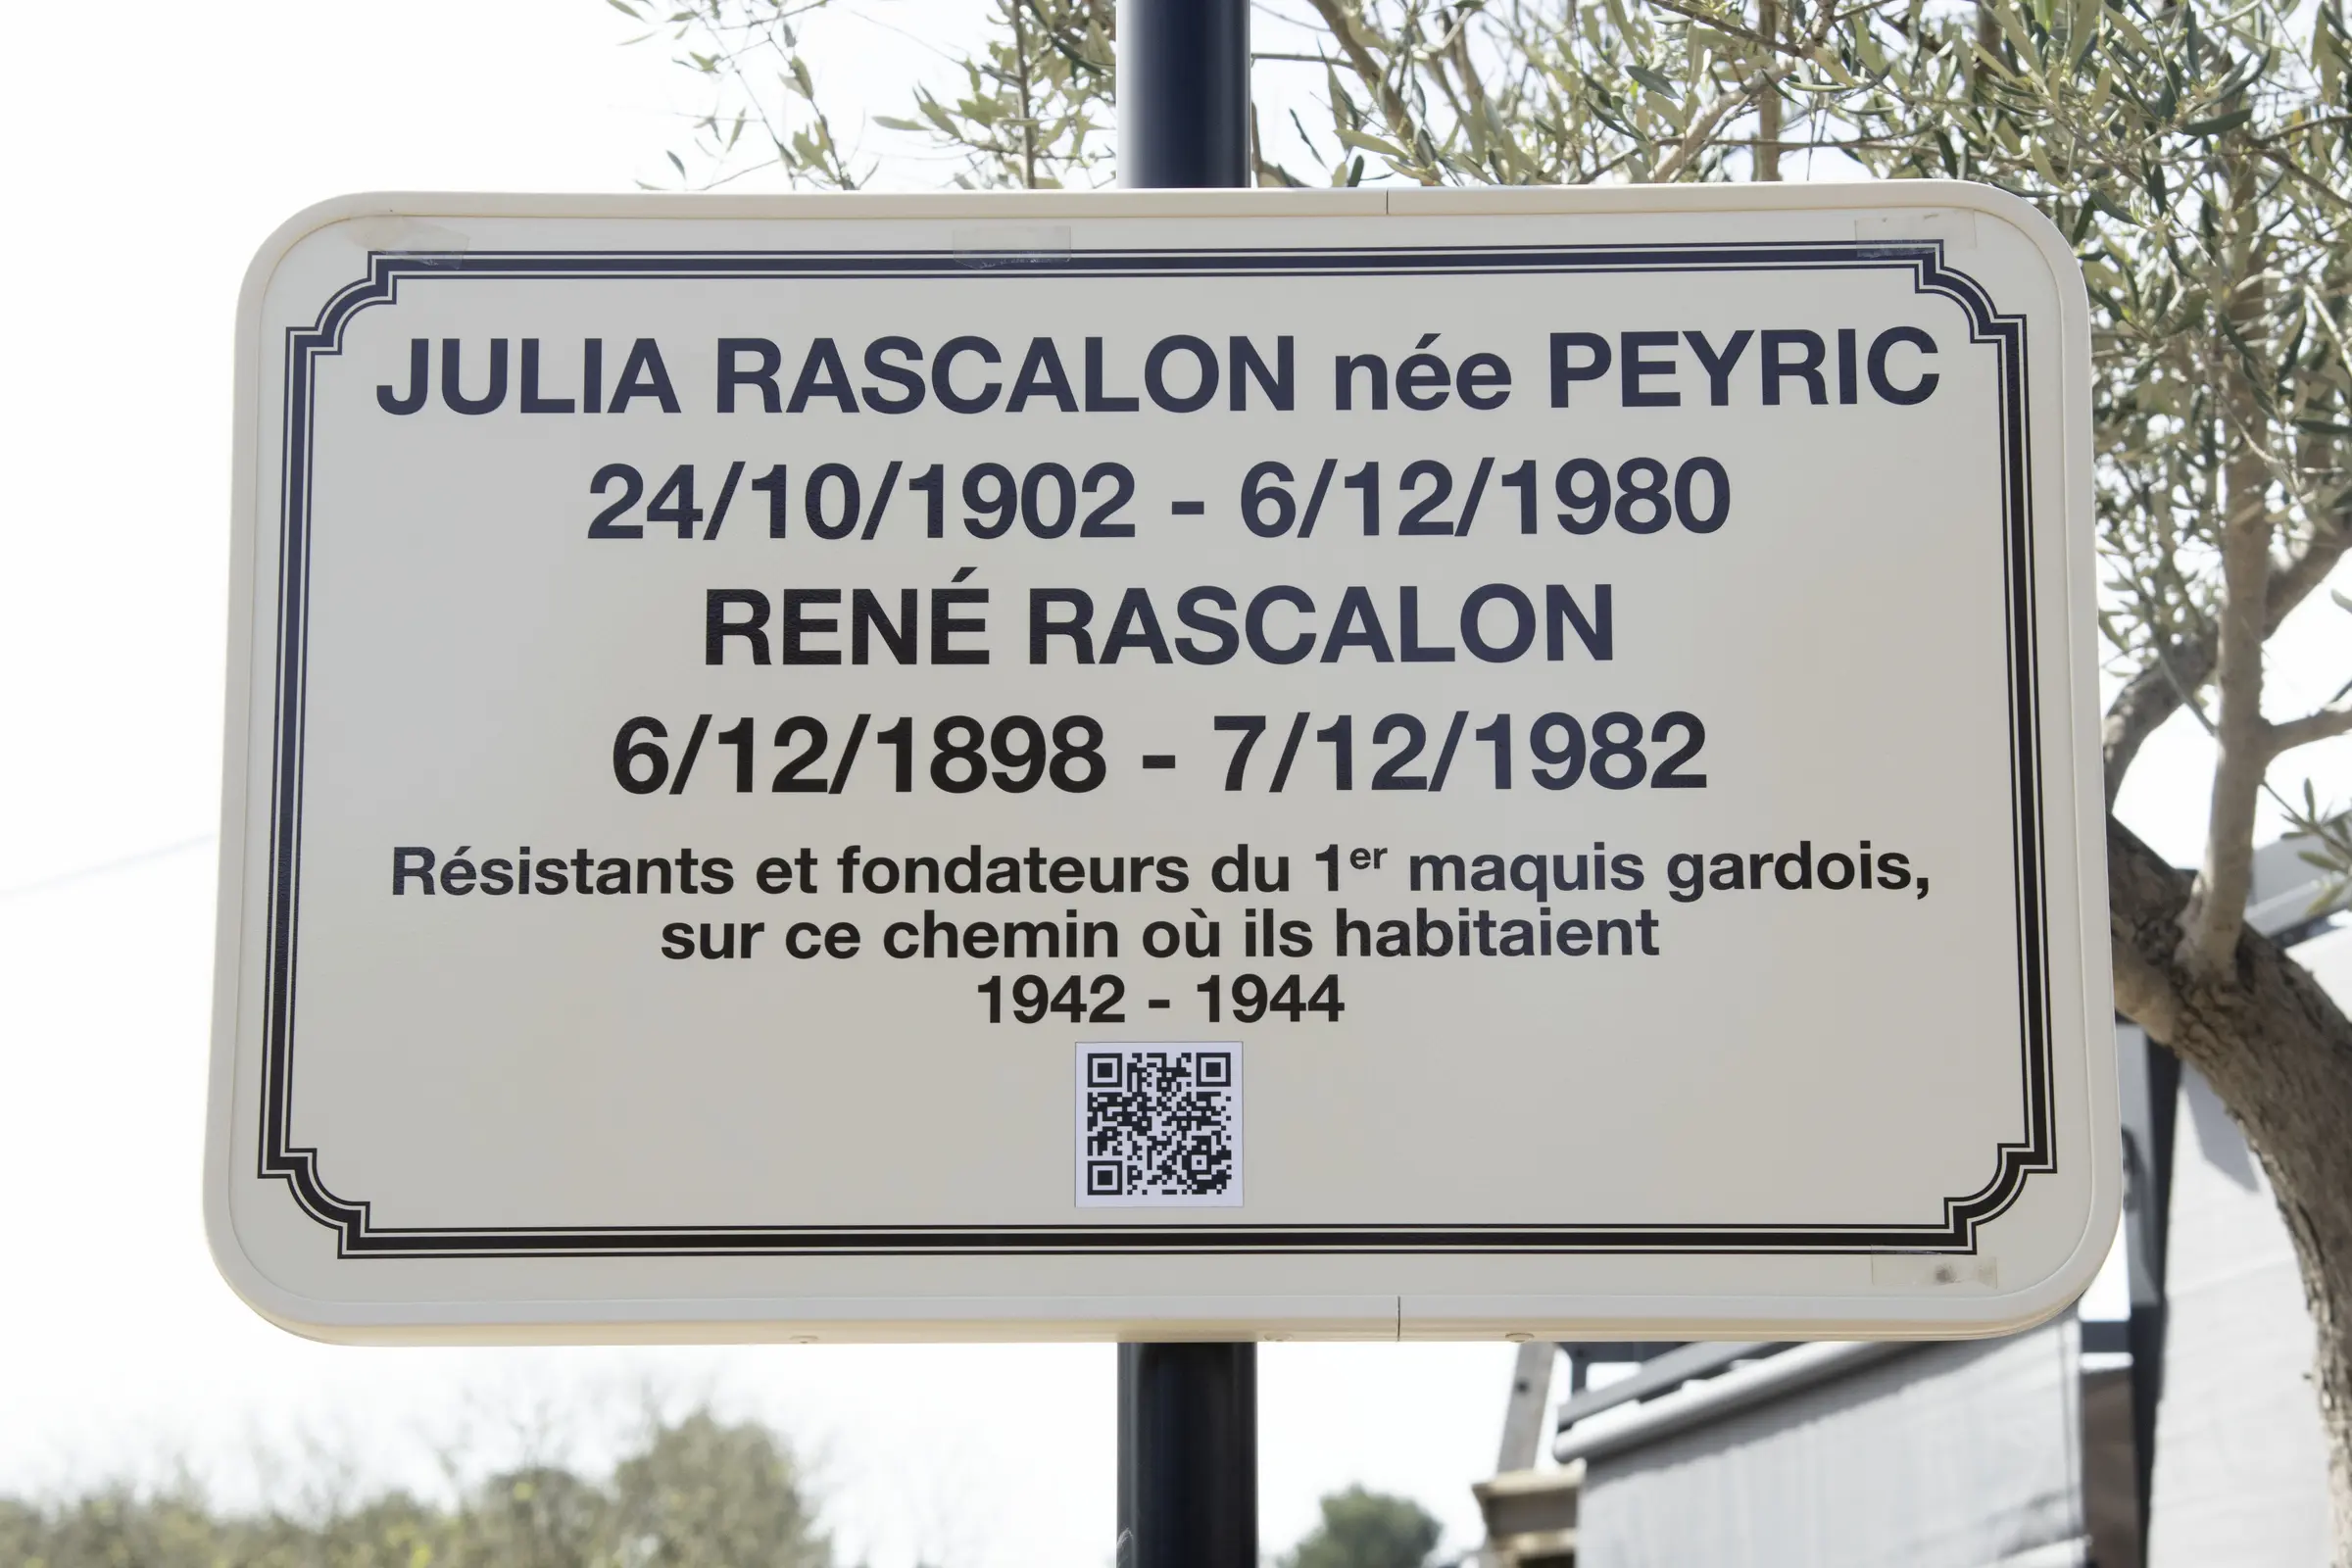 JULIA RASCALON née PEYRIC
24/10/1902 - 6/12/1980
RENÉ RASCALON
6/12/1898 - 7/12/1982
Résistants et fondateurs du 1er maquis gardois,
sur ce chemin où ils habitaient
1942 - 1944